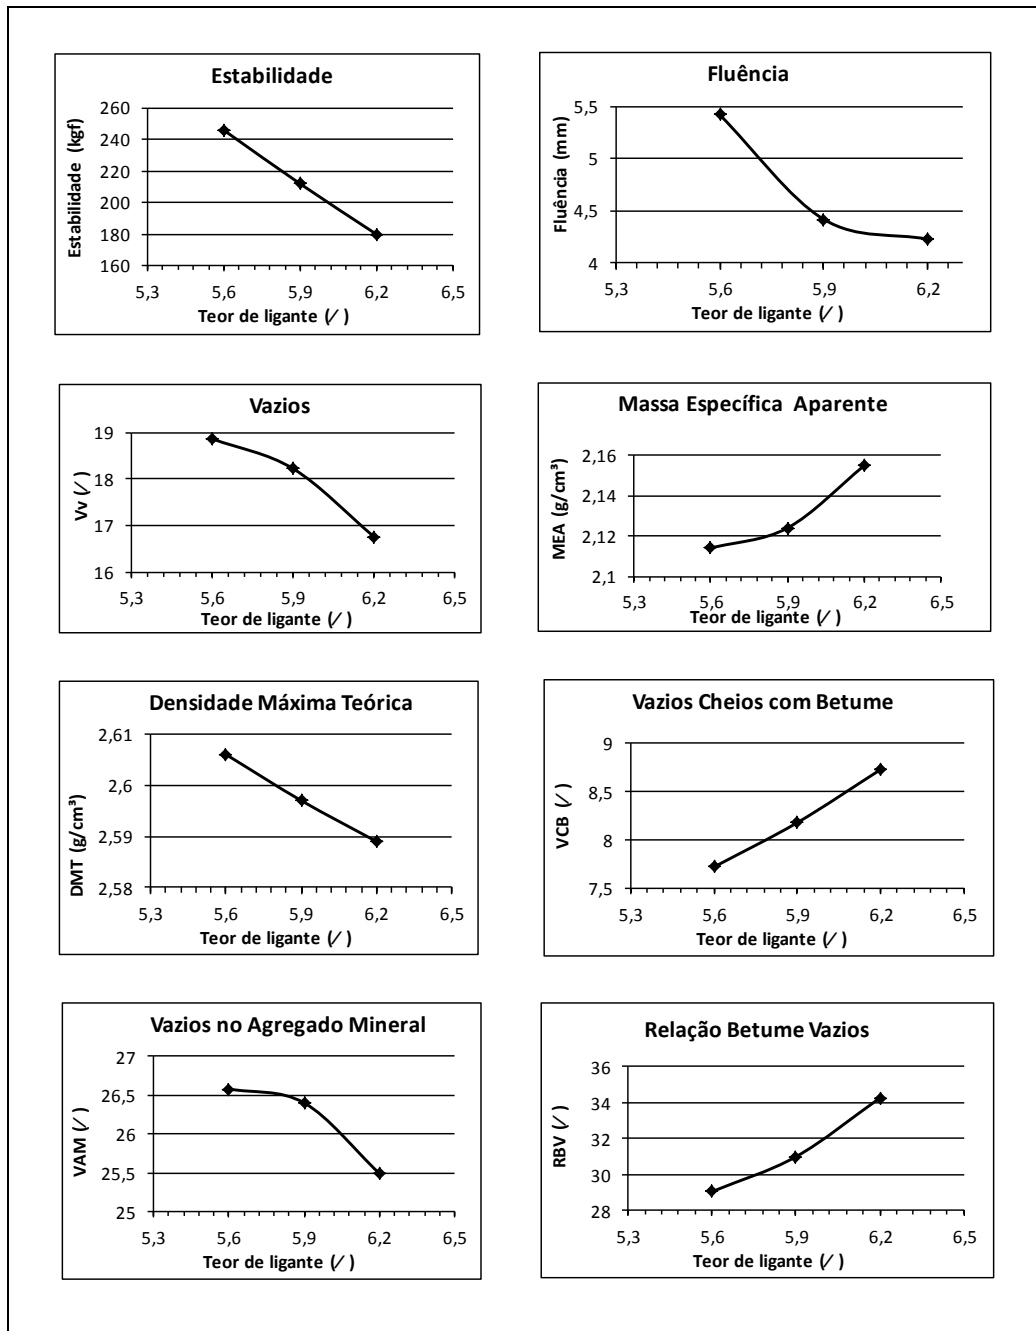 Estabilidade
Estabilidade (kgf)
260
240
220
200
180
160
5,3 5,6 5,9 6,2 6,5
Teor de ligante (⁄ )
Fluência
Fluência (mm)
5,5
5
4,5
4
5,3 5,6 5,9 6,2
Teor de ligante (⁄ )
Vazios
Vv (⁄ )
19
18
17
16
5,3 5,6 5,9 6,2 6,5
Teor de ligante (⁄ )
Massa Específica Aparente
MEA (g/cm³)
2,16
2,14
2,12
2,1
5,3 5,6 5,9 6,2 6,5
Teor de ligante (⁄ )
Densidade Máxima Teórica
DMT (g/cm³)
2,61
2,6
2,59
2,58
5,3 5,6 5,9 6,2 6,5
Teor de ligante (⁄ )
Vazios Cheios com Betume
VCB (⁄ )
9
8,5
8
7,5
5,3 5,6 5,9 6,2 6,5
Teor de ligante (⁄ )
Vazios no Agregado Mineral
VAM (⁄ )
27
26,5
26
25,5
25
5,3 5,6 5,9 6,2 6,5
Teor de ligante (⁄ )
Relação Betume Vazios
RBV (⁄ )
36
34
32
30
28
5,3 5,6 5,9 6,2 6,5
Teor de ligante (⁄ )